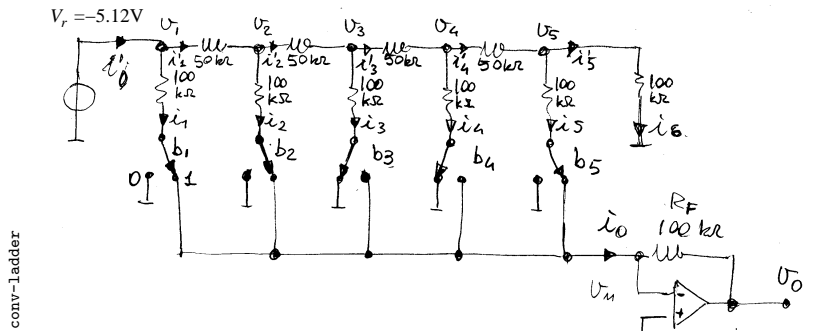 V_r = −5.12V
v1 v2 v3 v4 v5
i'0 i'1 50kΩ i'2 50kΩ i'3 50kΩ i'4 50kΩ i'5
100 kΩ 100 kΩ 100 kΩ 100 kΩ 100 kΩ 100 kΩ
i1 i2 i3 i4 i5 i6
b1 b2 b3 b4 b5
0 1
RF
i0 100 kΩ
vn v0
- +
conv-ladder